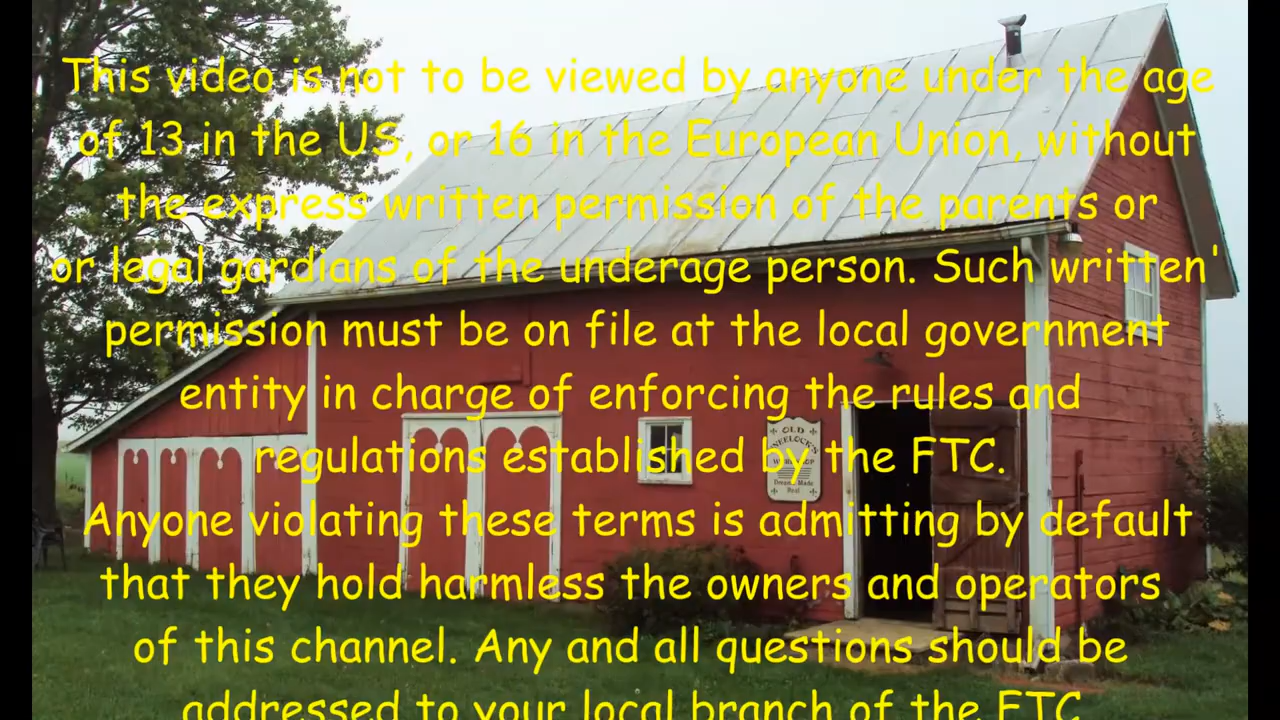 This video is not to be viewed by anyone under the age
of 13 in the US, or 16 in the European Union, without
the express written permission of the parents or
or legal gardians of the underage person. Such written'
permission must be on file at the local government
entity in charge of enforcing the rules and
regulations established by the FTC.
Anyone violating these terms is admitting by default
that they hold harmless the owners and operators
of this channel. Any and all questions should be
addressed to your local branch of the FTC
OLD
Dreams Made
Real